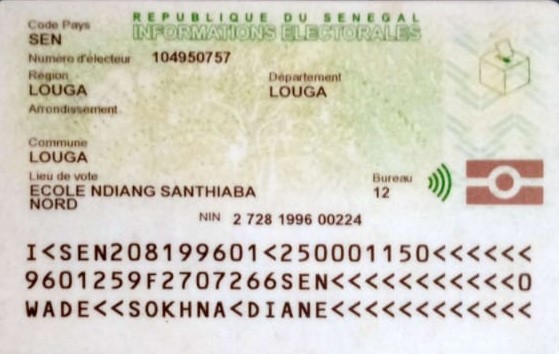 REPUBLIQUE DU SENEGAL
INFORMATIONS ELECTORALES
Code Pays
SEN
Numéro d'électeur 104950757
Région
LOUGA
Département
LOUGA
Arrondissement
Commune
LOUGA
Lieu de vote
ECOLE NDIANG SANTHIABA
NORD
Bureau
12
NIN 2 728 1996 00224
I<SEN208199601<250001150<<<<<<
9601259F2707266SEN<<<<<<<<<<<0
WADE<<SOKHNA<DIANE<<<<<<<<<<<<